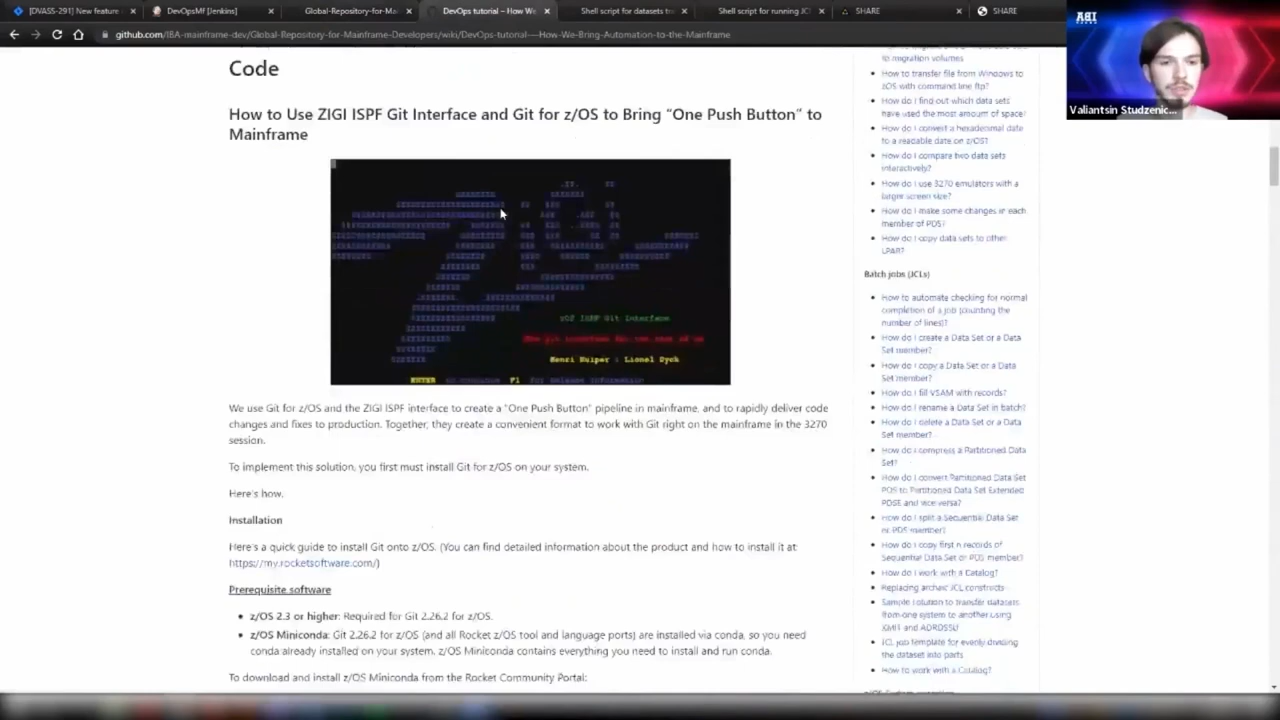 [DVASS-291] New feature
DevOpsMf [Jenkins]
Global-Repository-for-Ma
DevOps tutorial – How We
Shell script for datasets tra
Shell script for running JCL
SHARE
SHARE
github.com/IBA-mainframe-dev/Global-Repository-for-Mainframe-Developers/wiki/DevOps-tutorial-–-How-We-Bring-Automation-to-the-Mainframe
Valiantsin Studzenic...
Code
How to Use ZIGI ISPF Git Interface and Git for z/OS to Bring “One Push Button” to
Mainframe
zOS ISPF Git Interface
Henri Kuiper & Lionel Dyck
ENTER
F1
We use Git for z/OS and the ZIGI ISPF interface to create a “One Push Button” pipeline in mainframe, and to rapidly deliver code
changes and fixes to production. Together, they create a convenient format to work with Git right on the mainframe in the 3270
session.
To implement this solution, you first must install Git for z/OS on your system.
Here's how.
Installation
Here's a quick guide to install Git onto z/OS. (You can find detailed information about the product and how to install it at:
https://my.rocketsoftware.com/)
Prerequisite software
• z/OS 2.3 or higher: Required for Git 2.26.2 for z/OS.
• z/OS Miniconda: Git 2.26.2 for z/OS (and all Rocket z/OS tool and language ports) are installed via conda, so you need
conda already installed on your system. z/OS Miniconda contains everything you need to install and run conda.
To download and install z/OS Miniconda from the Rocket Community Portal:
to migration volumes
• How to transfer file from Windows to
z/OS with command line ftp?
• How do I find out which data sets
have used the most amount of space?
• How do I convert a hexadecimal date
to a readable date on z/OS?
• How do I compare two data sets
interactively?
• How do I use 3270 emulators with a
larger screen size?
• How do I make some changes in each
member of PDS?
• How do I copy data sets to other
LPAR?
Batch jobs (JCLs)
• How to automate checking for normal
completion of a job (counting the
number of lines)?
• How do I create a Data Set or a Data
Set member?
• How do I copy a Data Set or a Data
Set member?
• How do I fill VSAM with records?
• How do I rename a Data Set in batch?
• How do I delete a Data Set or a Data
Set member?
• How do I compress a Partitioned Data
Set?
• How do I convert Partitioned Data Set
PDS to Partitioned Data Set Extended
PDSE and vice versa?
• How do I split a Sequential Data Set
or PDS member?
• How do I copy first n records of
Sequential Data Set or PDS member?
• How do I work with a Catalog?
• Replacing archaic JCL constructs
• Sample solution to transfer datasets
from one system to another using
XMIT and ADRDSSU
• JCL job template for evenly dividing
the dataset into parts
• How to work with a Catalog?